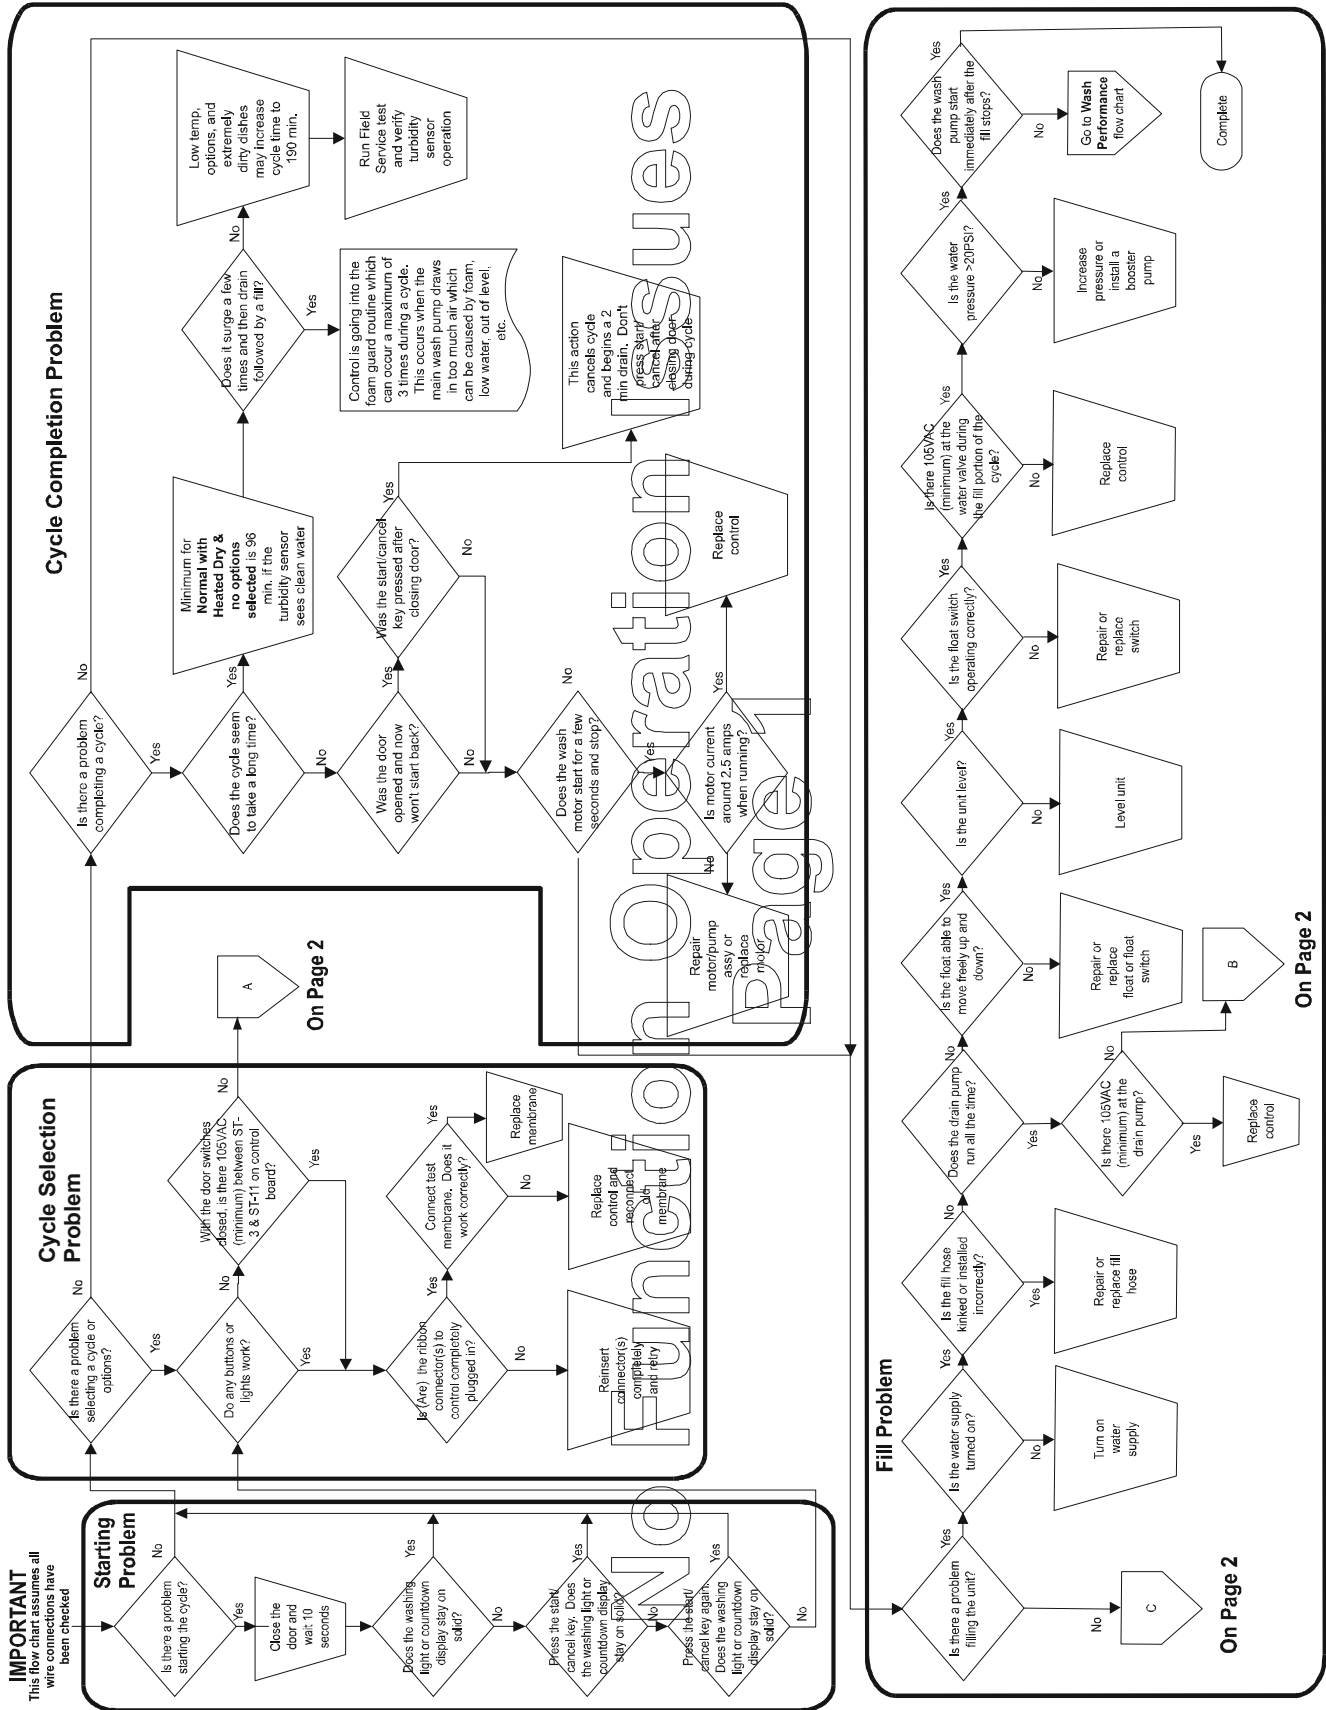 No Function Operation Issues
Page 1
IMPORTANT
This flow chart assumes all
wire connections have
been checked
Starting
Problem
Is there a problem
starting the cycle?
No
Yes
Close the
door and
wait 10
seconds
Does the washing
light or countdown
display stay on
solid?
Yes
No
Press the start/
cancel key. Does
the washing light or
countdown display
stay on solid?
Yes
No
Press the start/
cancel key again.
Does the washing
light or countdown
display stay on
solid?
Yes
No
Cycle Selection
Problem
Is there a problem
selecting a cycle or
options?
No
Yes
Do any buttons or
lights work?
No
Yes
With the door switches
closed, is there 105VAC
(minimum) between ST-
3 & ST-11 on control
board?
No
Yes
A
On Page 2
Is (Are) the ribbon
connector(s) to
control completely
plugged in?
Yes
No
Reinsert
connector(s)
completely
and retry
Connect test
membrane. Does it
work correctly?
Yes
No
Replace
membrane
Replace
control and
reconnect
old
membrane
Cycle Completion Problem
Is there a problem
completing a cycle?
No
Yes
Does the cycle seem
to take a long time?
Yes
No
Minimum for
Normal with
Heated Dry &
no options
selected is 96
min. if the
turbidity sensor
sees clean water
Does it surge a few
times and then drain
followed by a fill?
No
Yes
Low temp,
options, and
extremely
dirty dishes
may increase
cycle time to
190 min.
Run Field
Service test
and verify
turbidity
sensor
operation
Control is going into the
foam guard routine which
can occur a maximum of
3 times during a cycle.
This occurs when the
main wash pump draws
in too much air which
can be caused by foam,
low water, out of level,
etc.
Was the door
opened and now
won't start back?
Yes
No
Was the start/cancel
key pressed after
closing door?
Yes
No
This action
cancels cycle
and begins a 2
min drain. Don't
press start/
cancel after
closing door
during cycle
Does the wash
motor start for a few
seconds and stop?
No
Yes
Is motor current
around 2.5 amps
when running?
Yes
No
Replace
control
Repair
motor/pump
assy or
replace
motor
Fill Problem
Is there a problem
filling the unit?
Yes
No
C
On Page 2
Is the water supply
turned on?
Yes
No
Turn on
water
supply
Is the fill hose
kinked or installed
incorrectly?
No
Yes
Repair or
replace fill
hose
Does the drain pump
run all the time?
No
Yes
Is there 105VAC
(minimum) at the
drain pump?
No
Yes
Replace
control
B
On Page 2
Is the float able to
move freely up and
down?
Yes
No
Repair or
replace
float or float
switch
Is the unit level?
Yes
No
Level unit
Is the float switch
operating correctly?
Yes
No
Repair or
replace
switch
Is there 105VAC
(minimum) at the
water valve during
the fill portion of the
cycle?
Yes
No
Replace
control
Is the water
pressure >20PSI?
Yes
No
Increase
pressure or
install a
booster
pump
Does the wash
pump start
immediately after the
fill stops?
Yes
No
Go to Wash
Performance
flow chart
Complete